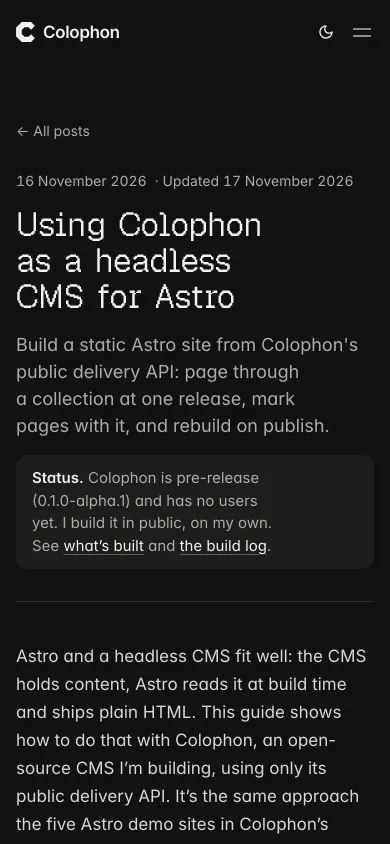 Colophon
← All posts
16 November 2026 · Updated 17 November 2026
Using Colophon
as a headless
CMS for Astro
Build a static Astro site from Colophon's
public delivery API: page through
a collection at one release, mark
pages with it, and rebuild on publish.
Status. Colophon is pre-release
(0.1.0-alpha.1) and has no users
yet. I build it in public, on my own.
See what’s built and the build log.
Astro and a headless CMS fit well: the CMS
holds content, Astro reads it at build time
and ships plain HTML. This guide shows
how to do that with Colophon, an open-
source CMS I’m building, using only its
public delivery API. It’s the same approach
the five Astro demo sites in Colophon’s